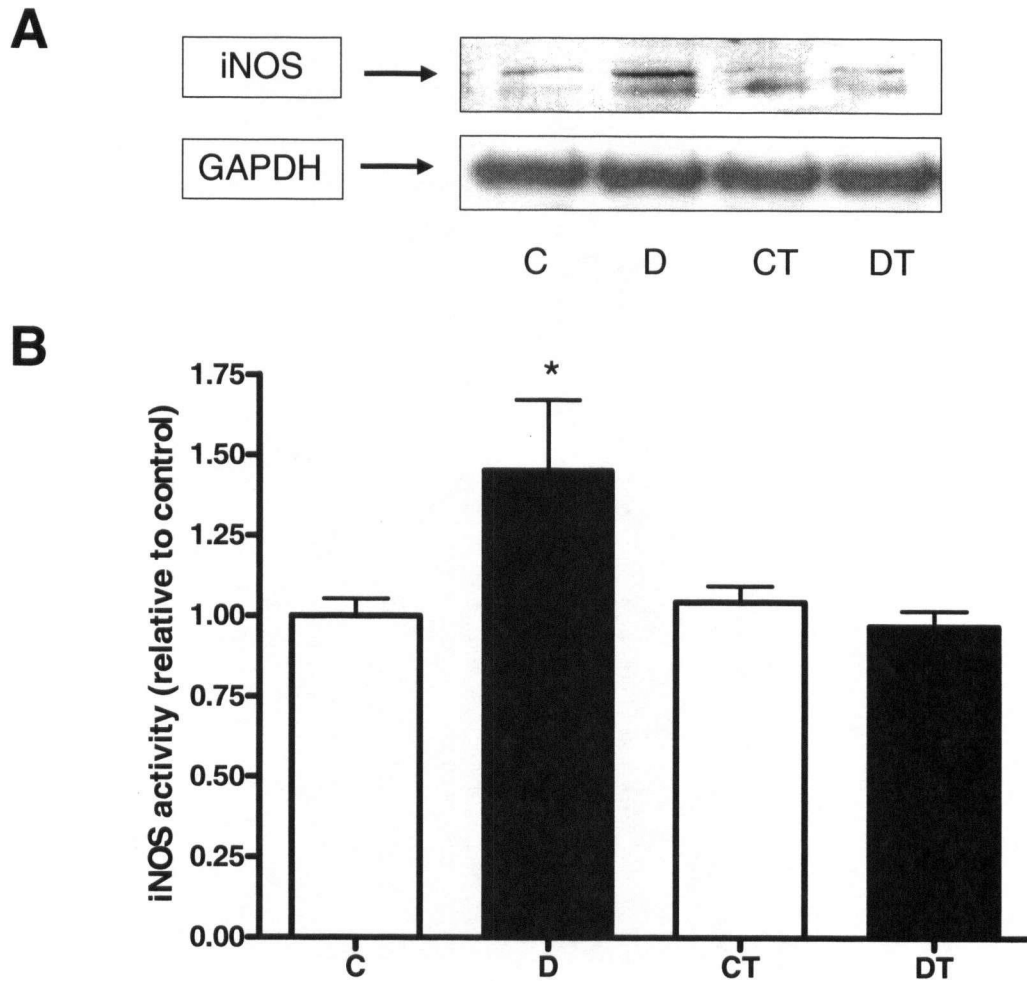 A
iNOS
GAPDH
C D CT DT
B
*
1.75
1.50
1.25
1.00
0.75
0.50
0.25
0.00
iNOS activity (relative to control)
C D CT DT